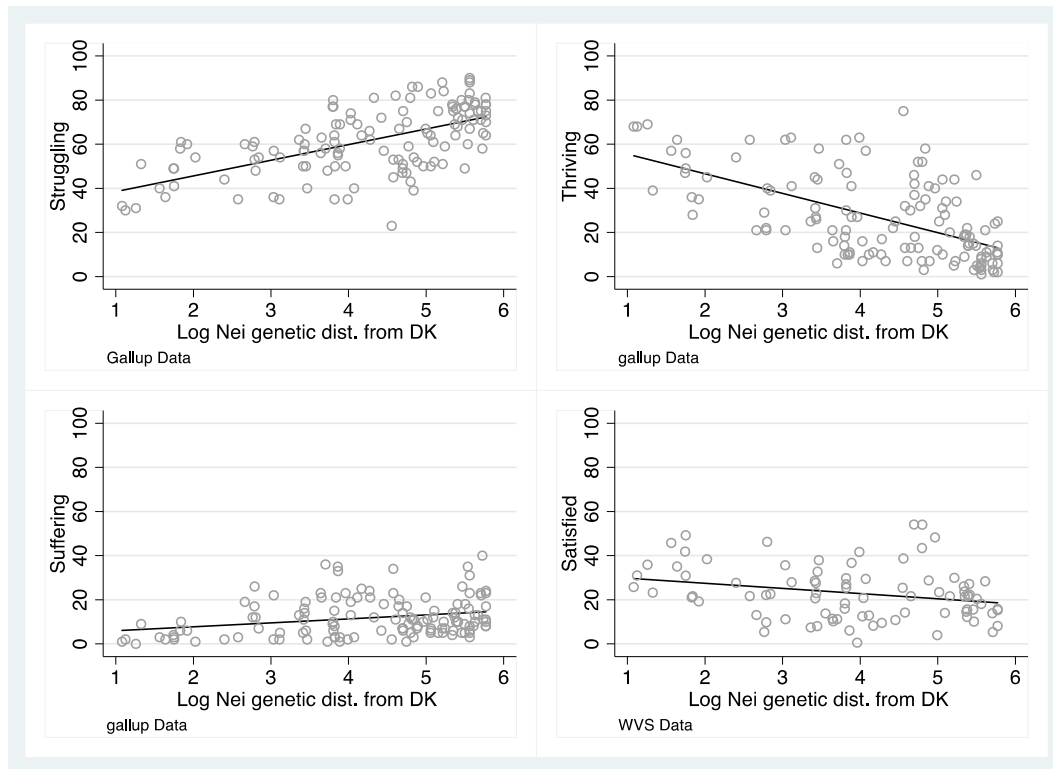 Struggling
100
80
60
40
20
0
1 2 3 4 5 6
Log Nei genetic dist. from DK
Gallup Data
Thriving
100
80
60
40
20
0
1 2 3 4 5 6
Log Nei genetic dist. from DK
gallup Data
Suffering
100
80
60
40
20
0
1 2 3 4 5 6
Log Nei genetic dist. from DK
gallup Data
Satisfied
100
80
60
40
20
0
1 2 3 4 5 6
Log Nei genetic dist. from DK
WVS Data